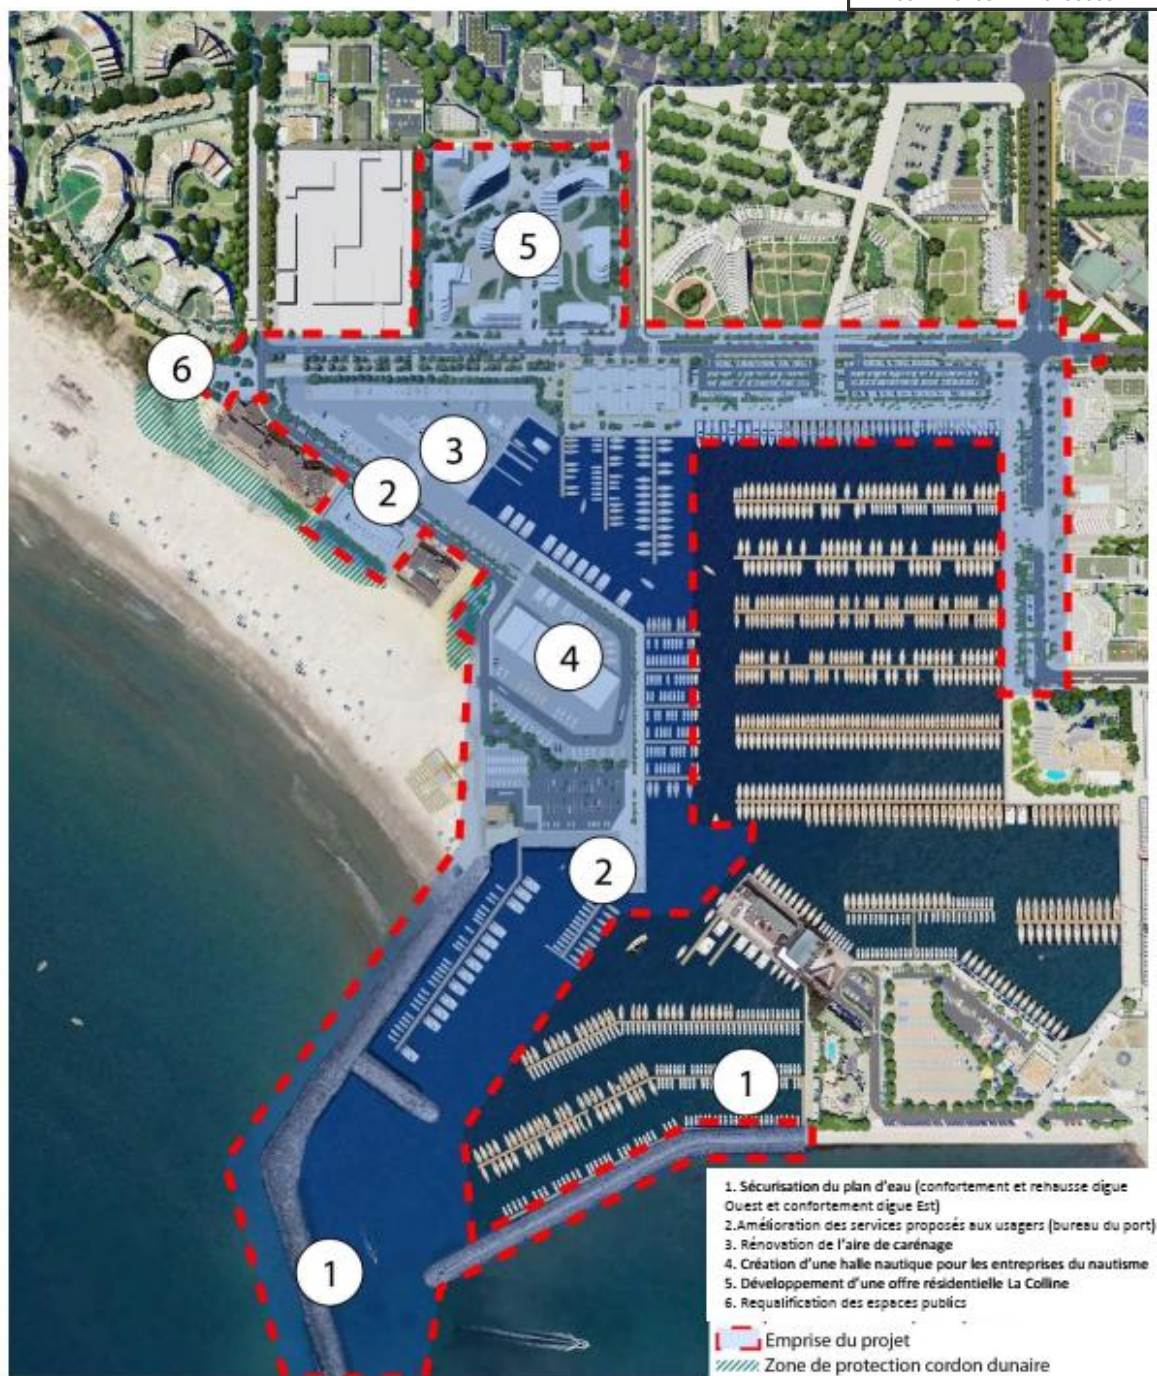 5
6
3
2
4
2
1
1
1. Sécurisation du plan d'eau (confortement et rehausse digue
Ouest et confortement digue Est)
2.Amélioration des services proposés aux usagers (bureau du port)
3. Rénovation de l'aire de carénage
4. Création d'une halle nautique pour les entreprises du nautisme
5. Développement d'une offre résidentielle La Colline
6. Requalification des espaces publics
Emprise du projet
Zone de protection cordon dunaire